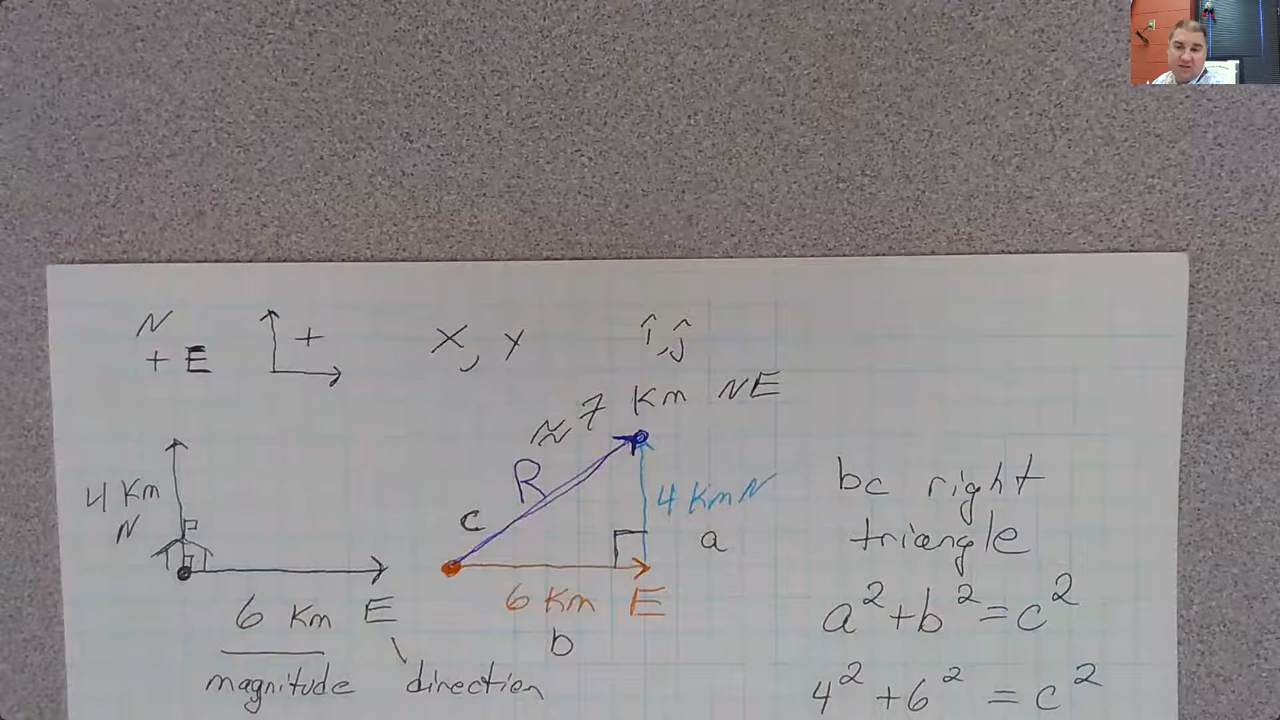 N
+ E
+
x, y
î, ĵ
≈ 7 km NE
4 km
N
R
c
4 km N
a
6 km E
magnitude
direction
6 km E
b
bc right
triangle
a² + b² = c²
4² + 6² = c²